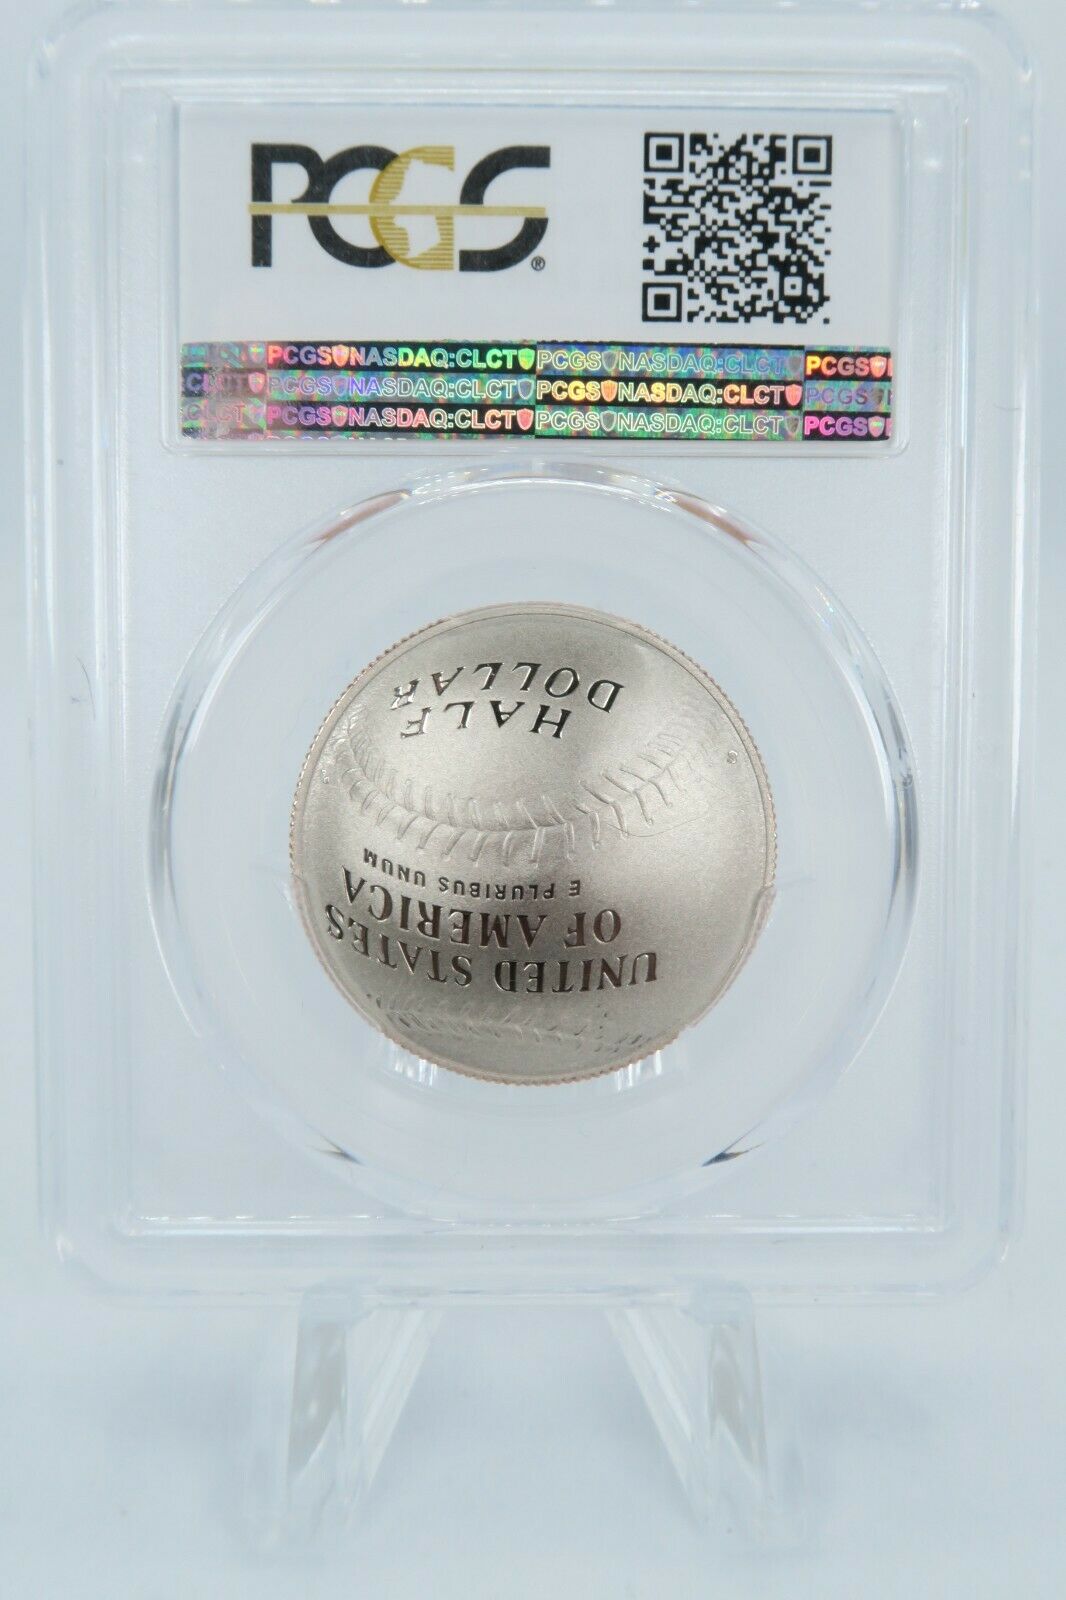 PCGS®
PCGS NASDAQ:CLCT PCGS NASDAQ:CLCT PCGS
CLCT PCGS NASDAQ:CLCT PCGS NASDAQ:CLCT PCGS
CLCT PCGS NASDAQ:CLCT PCGS NASDAQ:CLCT PCGS
UNITED STATES
OF AMERICA
E PLURIBUS UNUM
HALF
DOLLAR
S